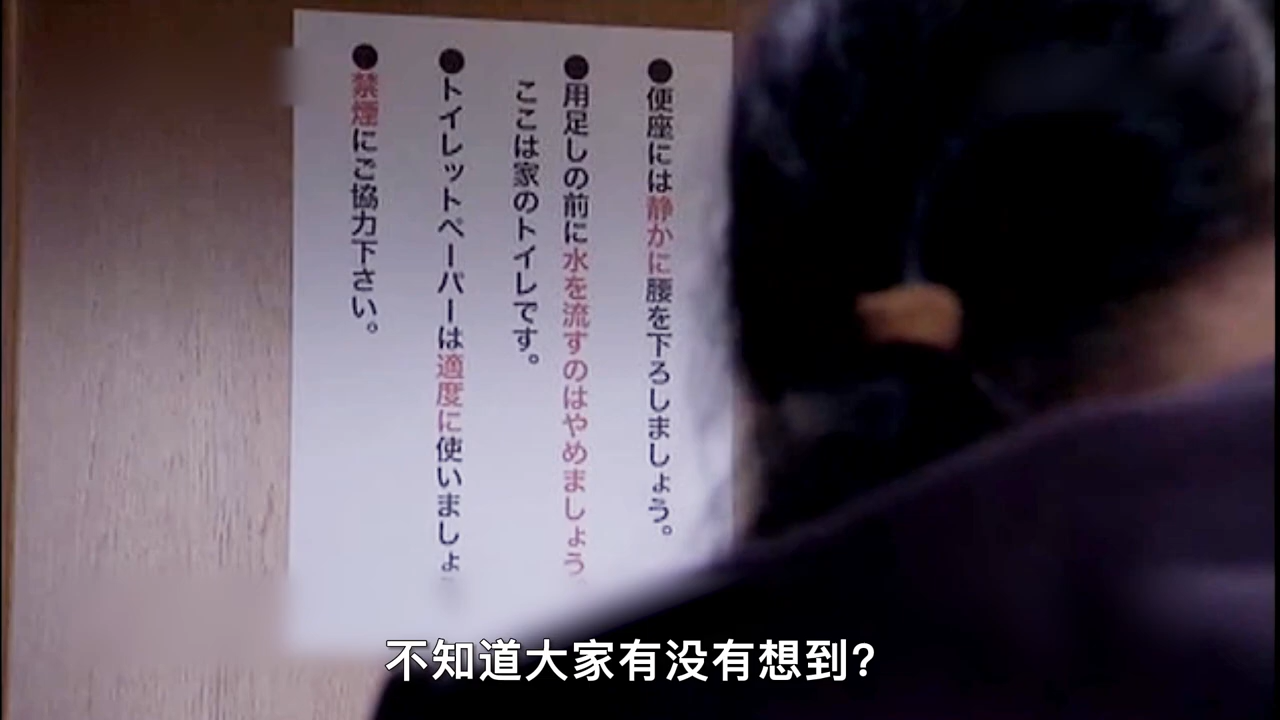 ●便座には静かに腰を下ろしましょう。
●用足しの前に水を流すのはやめましょう。
ここは家のトイレです。
●トイレットペーパーは適度に使いましょ
●禁煙にご協力下さい。
不知道大家有没有想到?